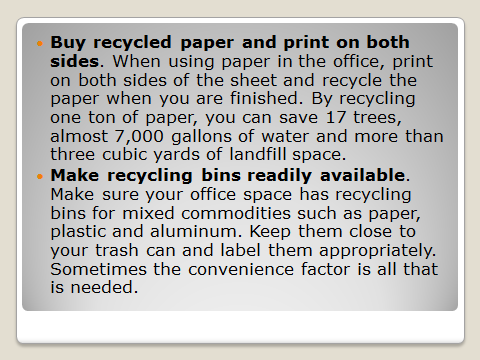 Buy recycled paper and print on both
sides. When using paper in the office, print
on both sides of the sheet and recycle the
paper when you are finished. By recycling
one ton of paper, you can save 17 trees,
almost 7,000 gallons of water and more than
three cubic yards of landfill space.
Make recycling bins readily available.
Make sure your office space has recycling
bins for mixed commodities such as paper,
plastic and aluminum. Keep them close to
your trash can and label them appropriately.
Sometimes the convenience factor is all that
is needed.